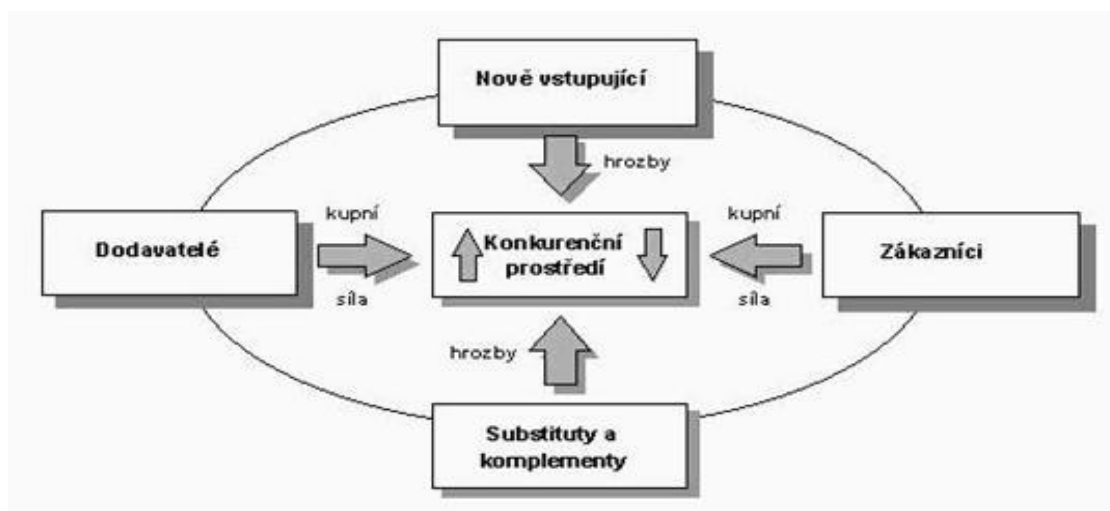 Nově vstupující
hrozby
kupní
Dodavatelé
síla
Konkurenční
prostředí
kupní
Zákazníci
síla
hrozby
Substituty a
komplementy